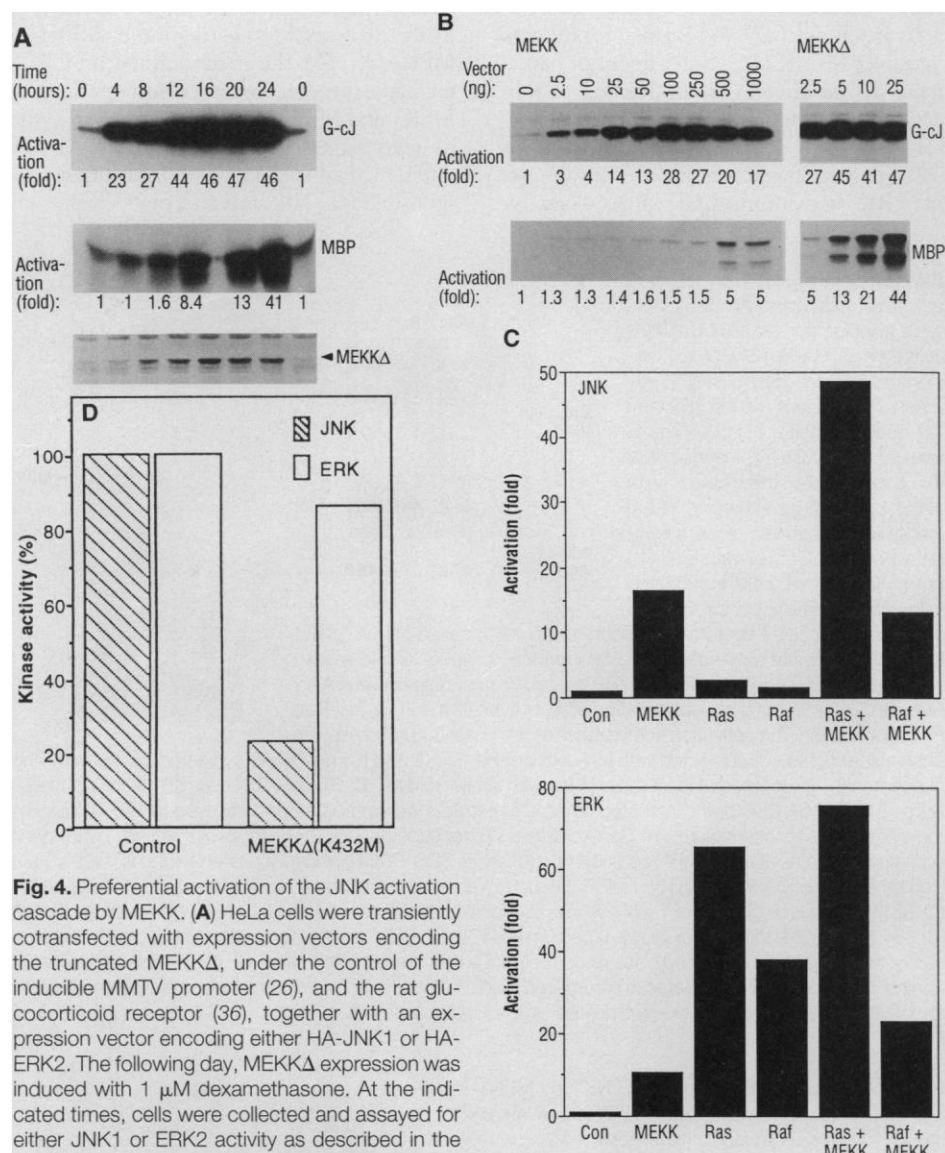 A
Time
(hours): 0 4 8 12 16 20 24 0
G-cJ
Activa-
tion
(fold): 1 23 27 44 46 47 46 1
MBP
Activa-
tion
(fold): 1 1 1.6 8.4 13 41 1
MEKKΔ
B
MEKK MEKKΔ
Vector
(ng): 0 2.5 10 25 50 100 250 500 1000 2.5 5 10 25
G-cJ
Activation
(fold): 1 3 4 14 13 28 27 20 17 27 45 41 47
MBP
Activation
(fold): 1 1.3 1.3 1.4 1.6 1.5 1.5 5 5 5 13 21 44
C
JNK
Activation (fold)
50
40
30
20
10
0
Con MEKK Ras Raf Ras + MEKK Raf + MEKK
ERK
Activation (fold)
80
60
40
20
0
Con MEKK Ras Raf Ras + MEKK Raf + MEKK
D
JNK
ERK
Kinase activity (%)
100
80
60
40
20
0
Control MEKKΔ(K432M)
Fig. 4. Preferential activation of the JNK activation
cascade by MEKK. (A) HeLa cells were transiently
cotransfected with expression vectors encoding
the truncated MEKKΔ, under the control of the
inducible MMTV promoter (26), and the rat glu-
cocorticoid receptor (36), together with an ex-
pression vector encoding either HA-JNK1 or HA-
ERK2. The following day, MEKKΔ expression was
induced with 1 μM dexamethasone. At the indi-
cated times, cells were collected and assayed for
either JNK1 or ERK2 activity as described in the